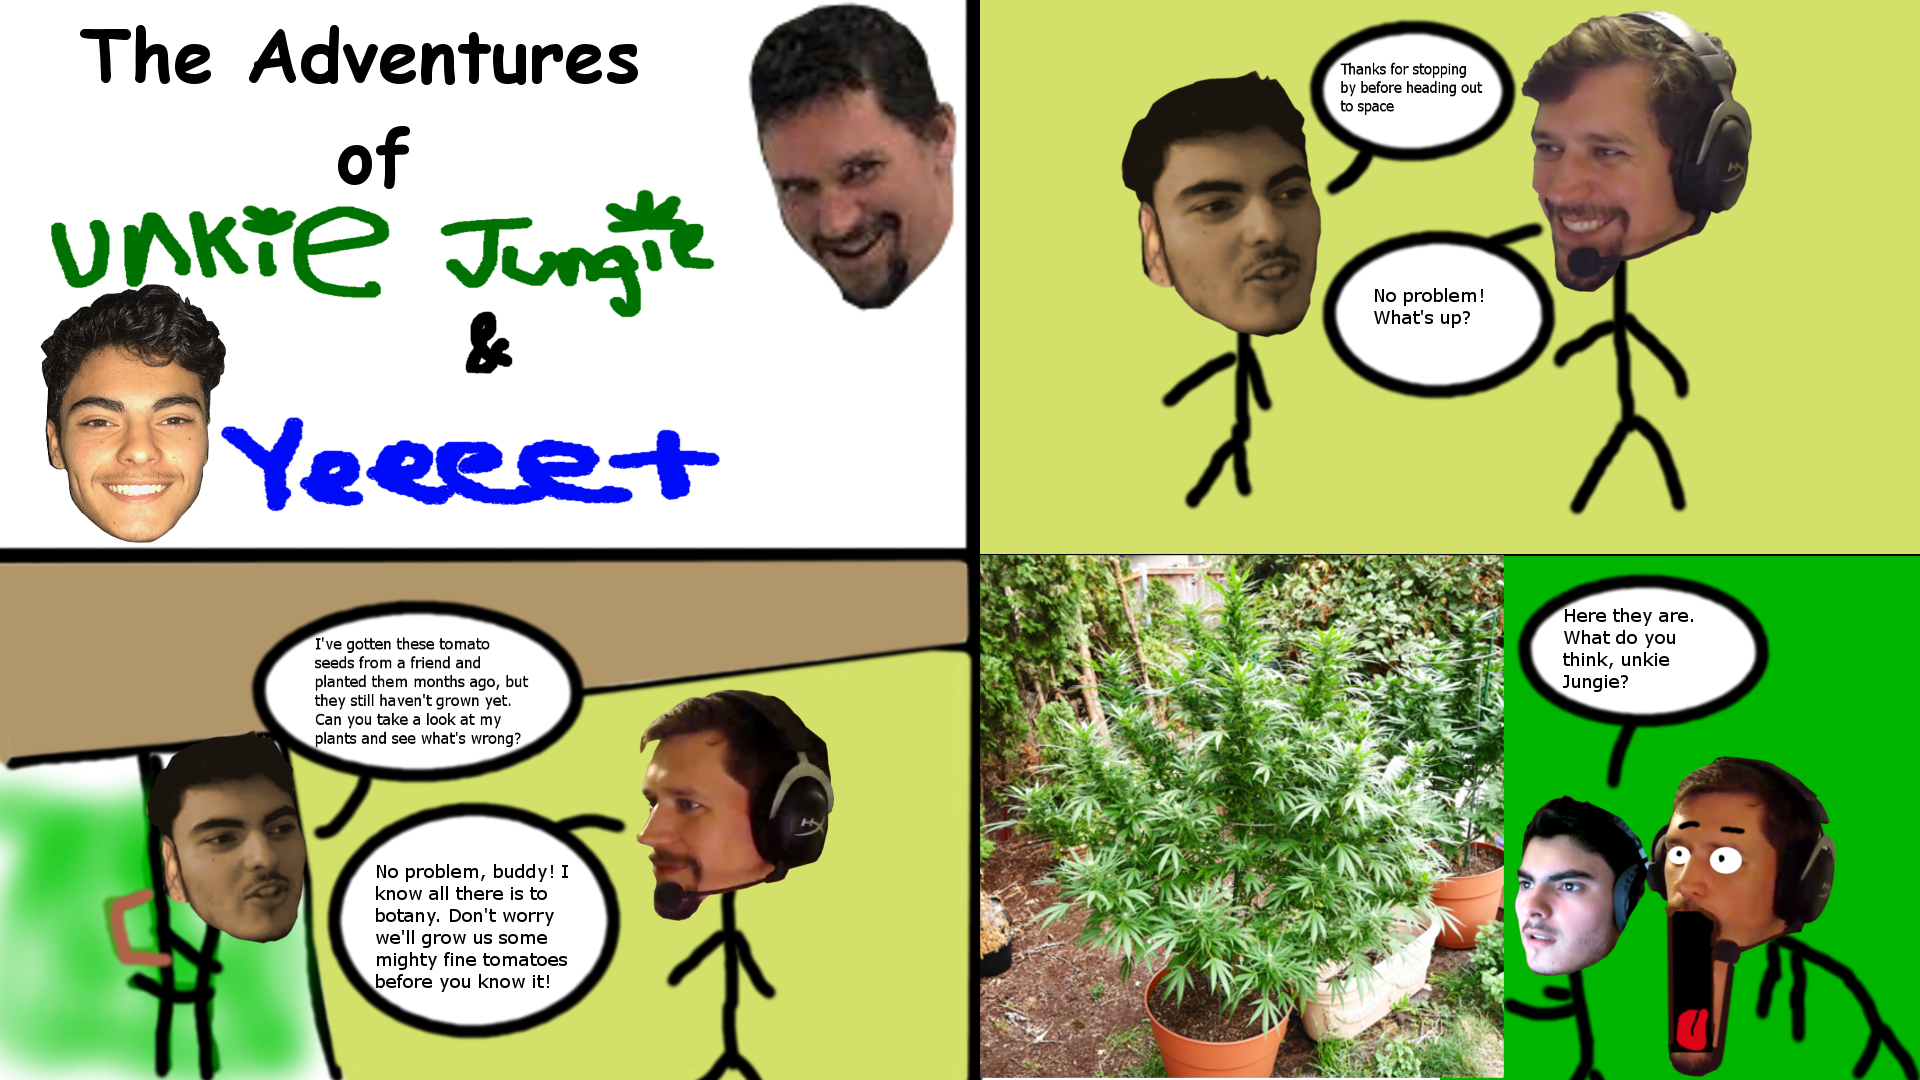 The Adventures
of
Unkie Jungie
&
Yeeeet
Thanks for stopping
by before heading out
to space
No problem!
What's up?
I've gotten these tomato
seeds from a friend and
planted them months ago, but
they still haven't grown yet.
Can you take a look at my
plants and see what's wrong?
No problem, buddy! I
know all there is to
botany. Don't worry
we'll grow us some
mighty fine tomatoes
before you know it!
Here they are.
What do you
think, unkie
Jungie?